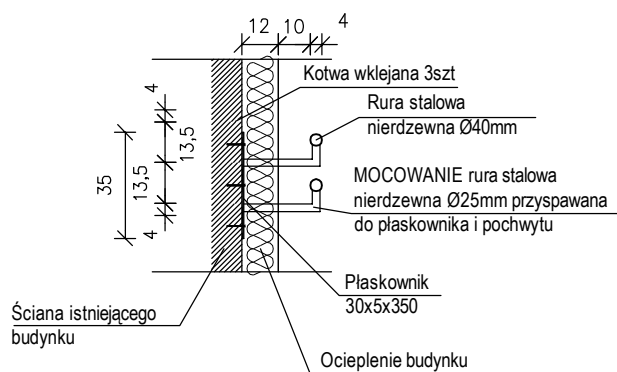 12 10 4
Kotwa wklejana 3szt
Rura stalowa
nierdzewna Ø40mm
MOCOWANIE rura stalowa
nierdzewna Ø25mm przyspawana
do płaskownika i pochwytu
4
13,5
35
13,5
4
Płaskownik
30x5x350
Ściana istniejącego
budynku
Ocieplenie budynku